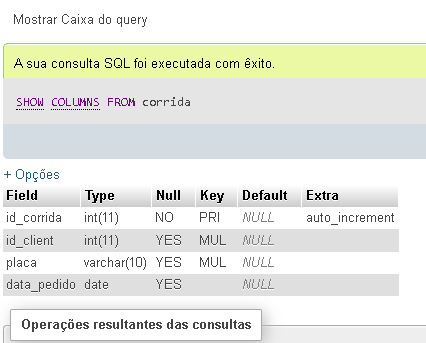 Mostrar Caixa do query
A sua consulta SQL foi executada com êxito.
SHOW COLUMNS FROM corrida
+ Opções
Field Type Null Key Default Extra
id_corrida int(11) NO PRI NULL auto_increment
id_client int(11) YES MUL NULL
placa varchar(10) YES MUL NULL
data_pedido date YES NULL
Operações resultantes das consultas